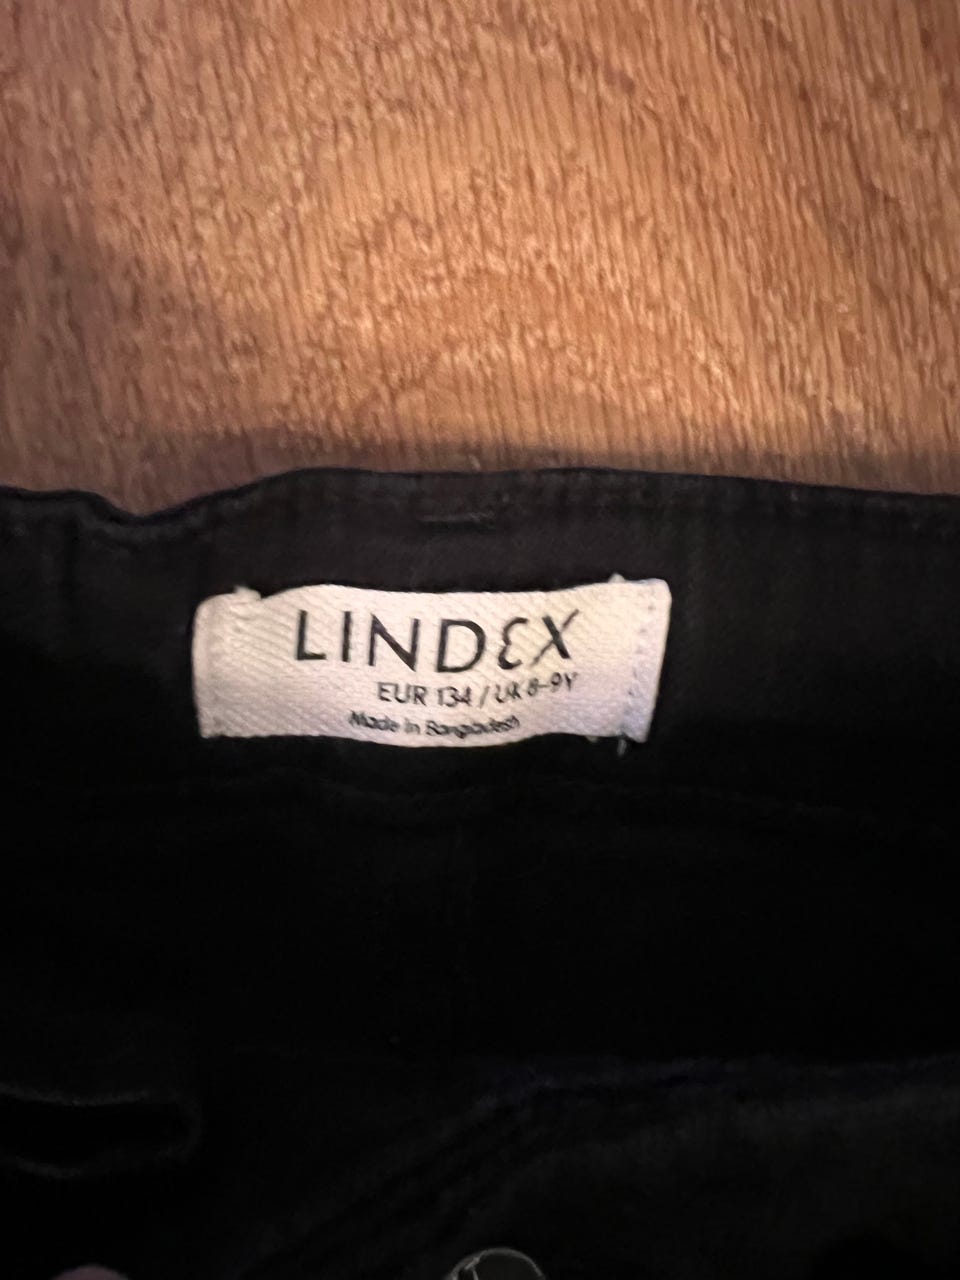 LINDEX
EUR 134 / UK 8-9Y
Made in Bangladesh